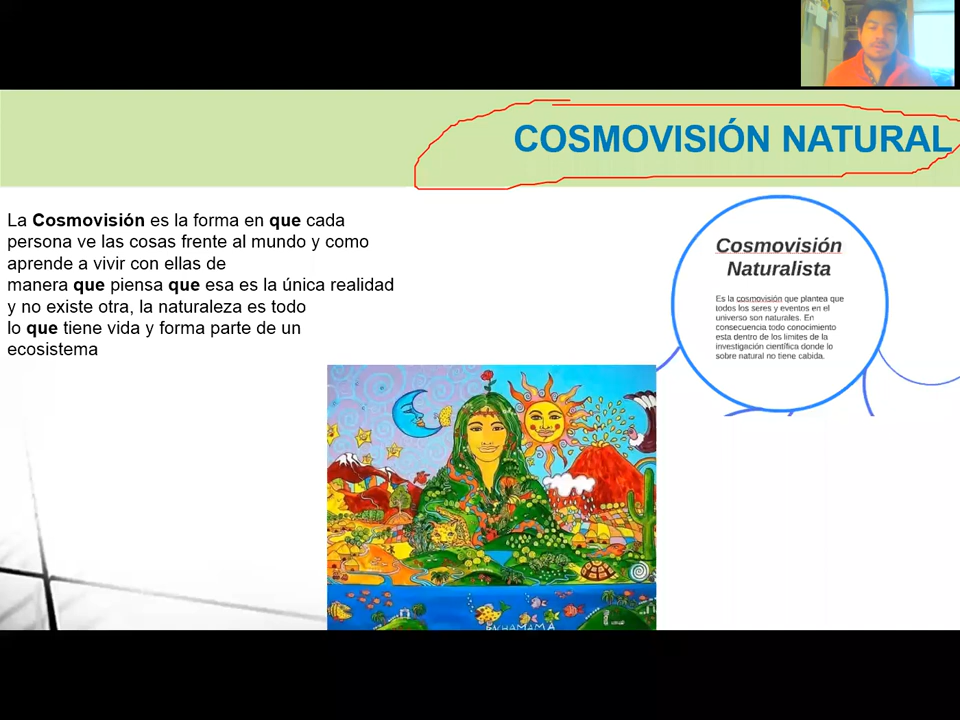 COSMOVISIÓN NATURAL
La Cosmovisión es la forma en que cada
persona ve las cosas frente al mundo y como
aprende a vivir con ellas de
manera que piensa que esa es la única realidad
y no existe otra, la naturaleza es todo
lo que tiene vida y forma parte de un
ecosistema
Cosmovisión
Naturalista
Es la cosmovisión que plantea que
todos los seres y eventos en el
universo son naturales. En
consecuencia todo conocimiento
esta dentro de los limites de la
investigación científica donde lo
sobre natural no tiene cabida.